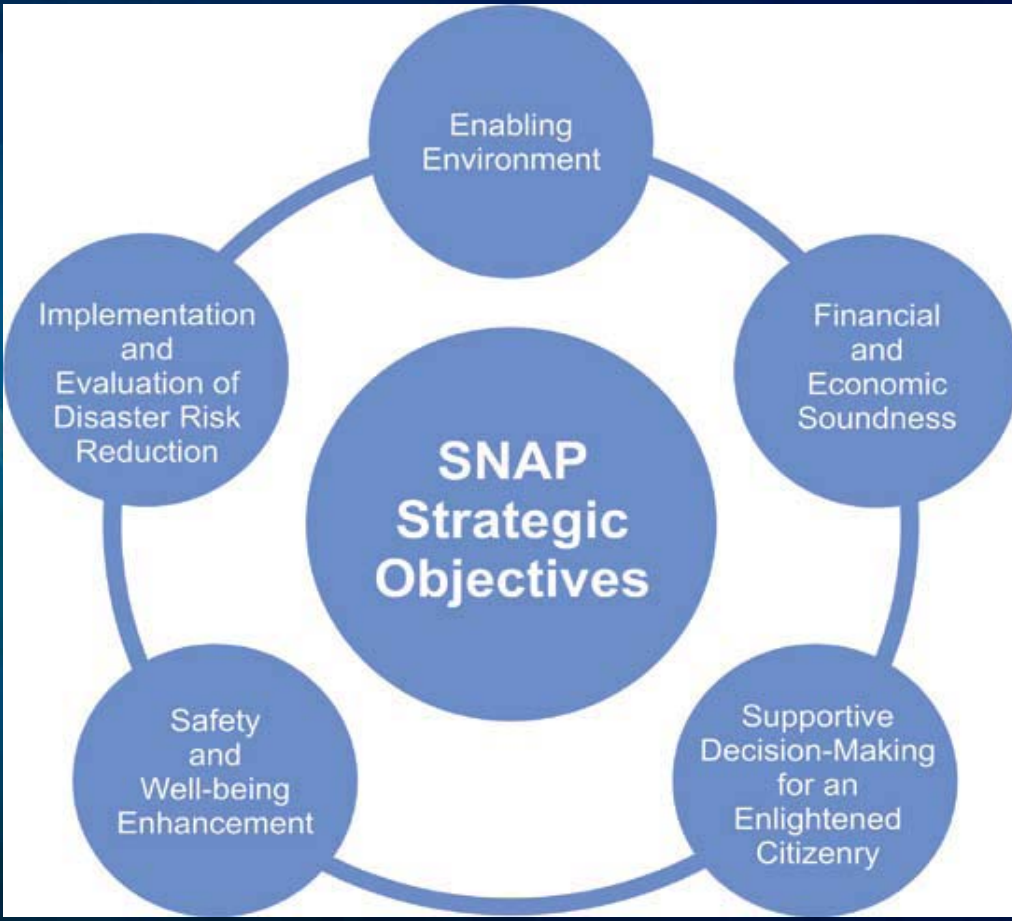 Enabling
Environment
Financial
and
Economic
Soundness
Supportive
Decision-Making
for an
Enlightened
Citizenry
Safety
and
Well-being
Enhancement
Implementation
and
Evaluation of
Disaster Risk
Reduction
SNAP
Strategic
Objectives